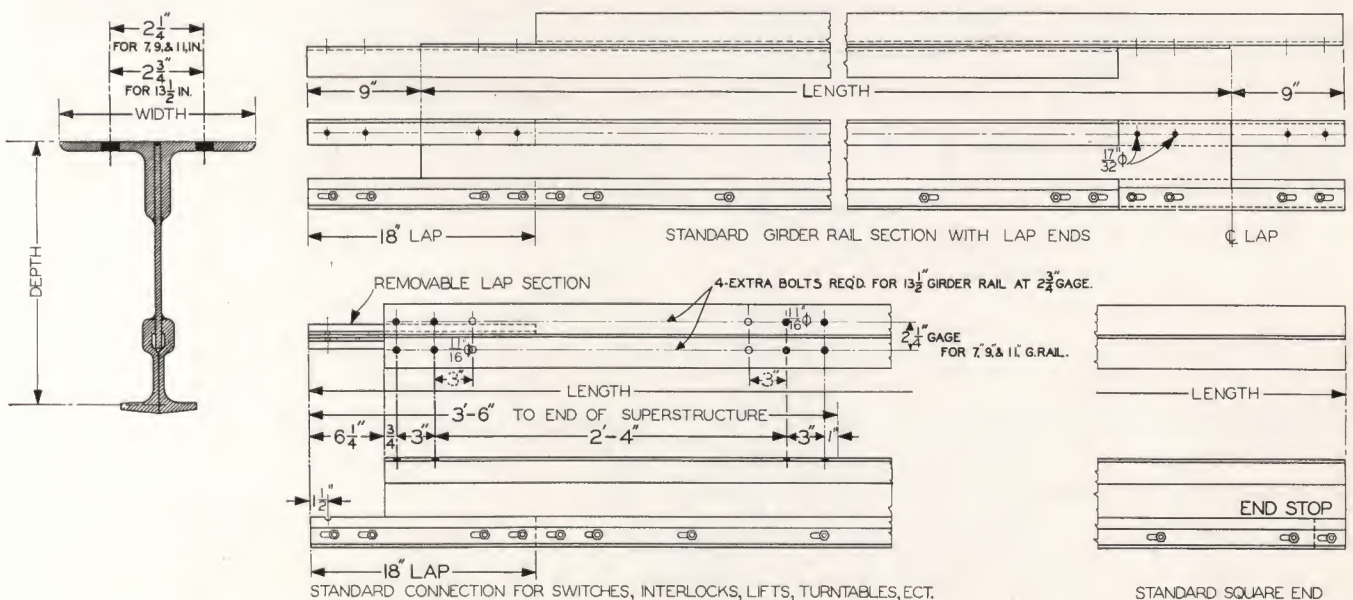 2 1/4"
FOR 7, 9, & 11, IN.
2 3/4"
FOR 13 1/2 IN.
WIDTH
DEPTH
9"
LENGTH
9"
17/32" φ
18" LAP
STANDARD GIRDER RAIL SECTION WITH LAP ENDS
℄ LAP
REMOVABLE LAP SECTION
4-EXTRA BOLTS REQ'D. FOR 13 1/2" GIRDER RAIL AT 2 3/4" GAGE.
11/16" φ
2 1/4" GAGE
FOR 7," 9," & 11," G. RAIL.
11/16" φ
3"
3"
LENGTH
LENGTH
3'-6" TO END OF SUPERSTRUCTURE
6 1/4"
3/4
3"
2'-4"
3"
1"
1 1/2"
END STOP
18" LAP
STANDARD CONNECTION FOR SWITCHES, INTERLOCKS, LIFTS, TURNTABLES, ECT.
STANDARD SQUARE END